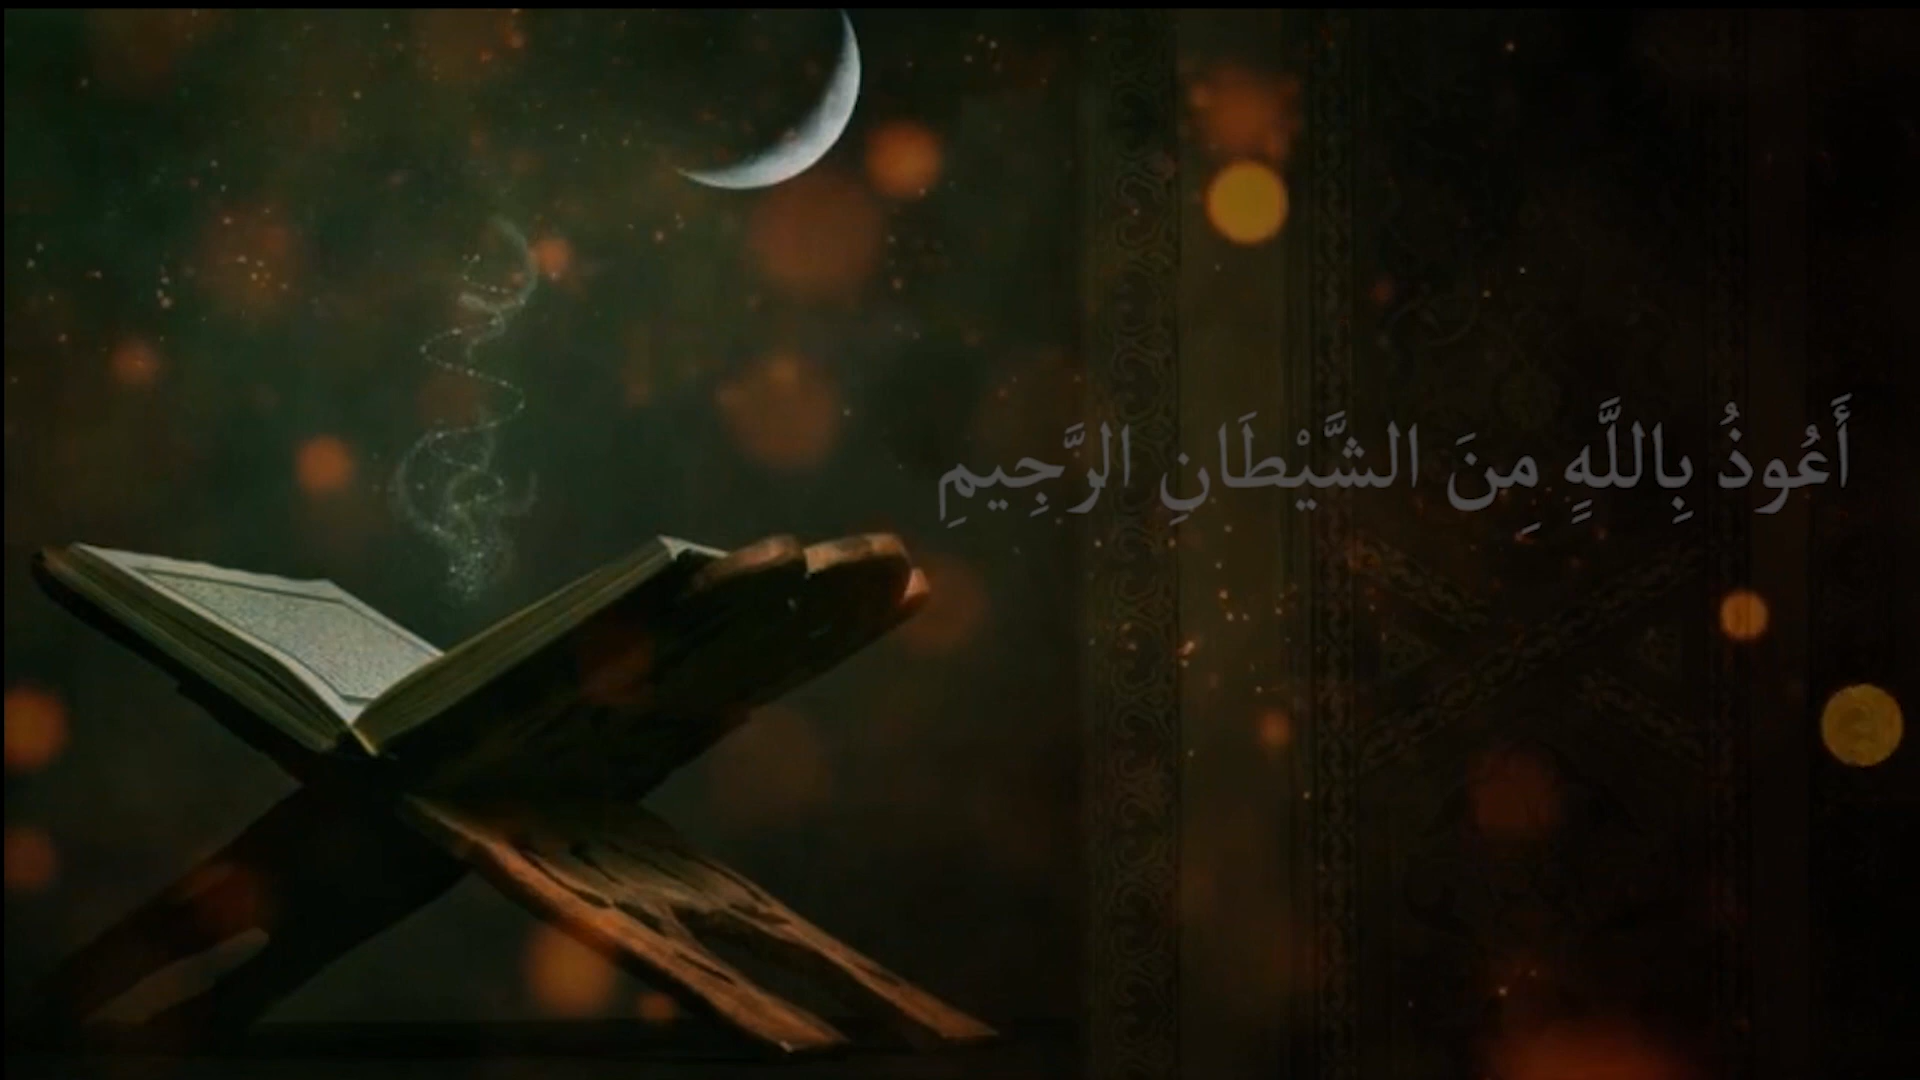 أَعُوذُ بِاللَّهٍ مِنَ الشَّيْطَانِ الرَّجِيمِ